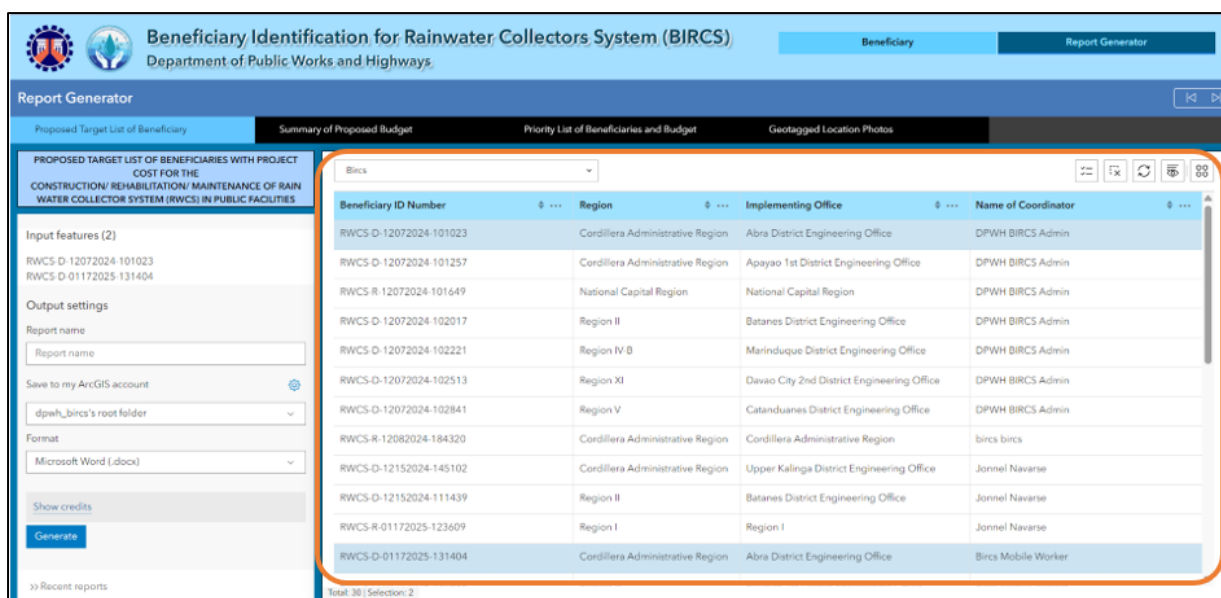 Beneficiary Identification for Rainwater Collectors System (BIRCS)
Department of Public Works and Highways
Beneficiary
Report Generator
Report Generator
Proposed Target List of Beneficiary
Summary of Proposed Budget
Priority List of Beneficiaries and Budget
Geotagged Location Photos
PROPOSED TARGET LIST OF BENEFICIARIES WITH PROJECT
COST FOR THE
CONSTRUCTION/ REHABILITATION/ MAINTENANCE OF RAIN
WATER COLLECTOR SYSTEM (RWCS) IN PUBLIC FACILITIES
Input features (2)
RWCS-D-12072024-101023
RWCS-D-01172025-131404
Output settings
Report name
Report name
Save to my ArcGIS account
dpwh_bircs's root folder
Format
Microsoft Word (.docx)
Show credits
Generate
>> Recent reports
Bircs
Beneficiary ID Number Region Implementing Office Name of Coordinator
RWCS-D-12072024-101023 Cordillera Administrative Region Abra District Engineering Office DPWH BIRCS Admin
RWCS-D-12072024-101257 Cordillera Administrative Region Apayao 1st District Engineering Office DPWH BIRCS Admin
RWCS-R-12072024-101649 National Capital Region National Capital Region DPWH BIRCS Admin
RWCS-D-12072024-102017 Region II Batanes District Engineering Office DPWH BIRCS Admin
RWCS-D-12072024-102221 Region IV-B Marinduque District Engineering Office DPWH BIRCS Admin
RWCS-D-12072024-102513 Region XI Davao City 2nd District Engineering Office DPWH BIRCS Admin
RWCS-D-12072024-102841 Region V Catanduanes District Engineering Office DPWH BIRCS Admin
RWCS-R-12082024-184320 Cordillera Administrative Region Cordillera Administrative Region bircs bircs
RWCS-D-12152024-145102 Cordillera Administrative Region Upper Kalinga District Engineering Office Jonnel Navarse
RWCS-D-12152024-111439 Region II Batanes District Engineering Office Jonnel Navarse
RWCS-R-01172025-123609 Region I Region I Jonnel Navarse
RWCS-D-01172025-131404 Cordillera Administrative Region Abra District Engineering Office Bircs Mobile Worker
Total: 30 | Selection: 2